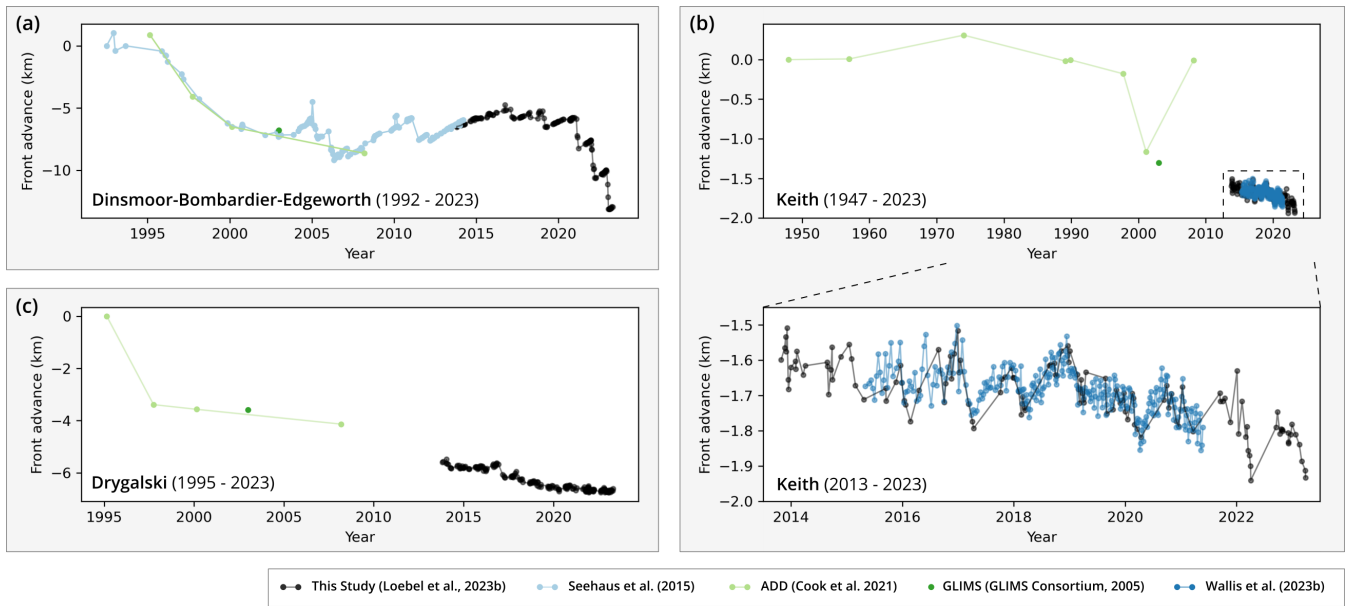 (a)
Front advance (km)
0
−5
−10
Dinsmoor-Bombardier-Edgeworth (1992 - 2023)
1995 2000 2005 2010 2015 2020
Year
(b)
Front advance (km)
0.0
−0.5
−1.0
−1.5
−2.0
Keith (1947 - 2023)
1950 1960 1970 1980 1990 2000 2010 2020
Year
(c)
Front advance (km)
0
−2
−4
−6
Drygalski (1995 - 2023)
1995 2000 2005 2010 2015 2020
Year
Front advance (km)
−1.5
−1.6
−1.7
−1.8
−1.9
−2.0
Keith (2013 - 2023)
2014 2016 2018 2020 2022
Year
This Study (Loebel et al., 2023b) Seehaus et al. (2015) ADD (Cook et al. 2021) GLIMS (GLIMS Consortium, 2005) Wallis et al. (2023b)